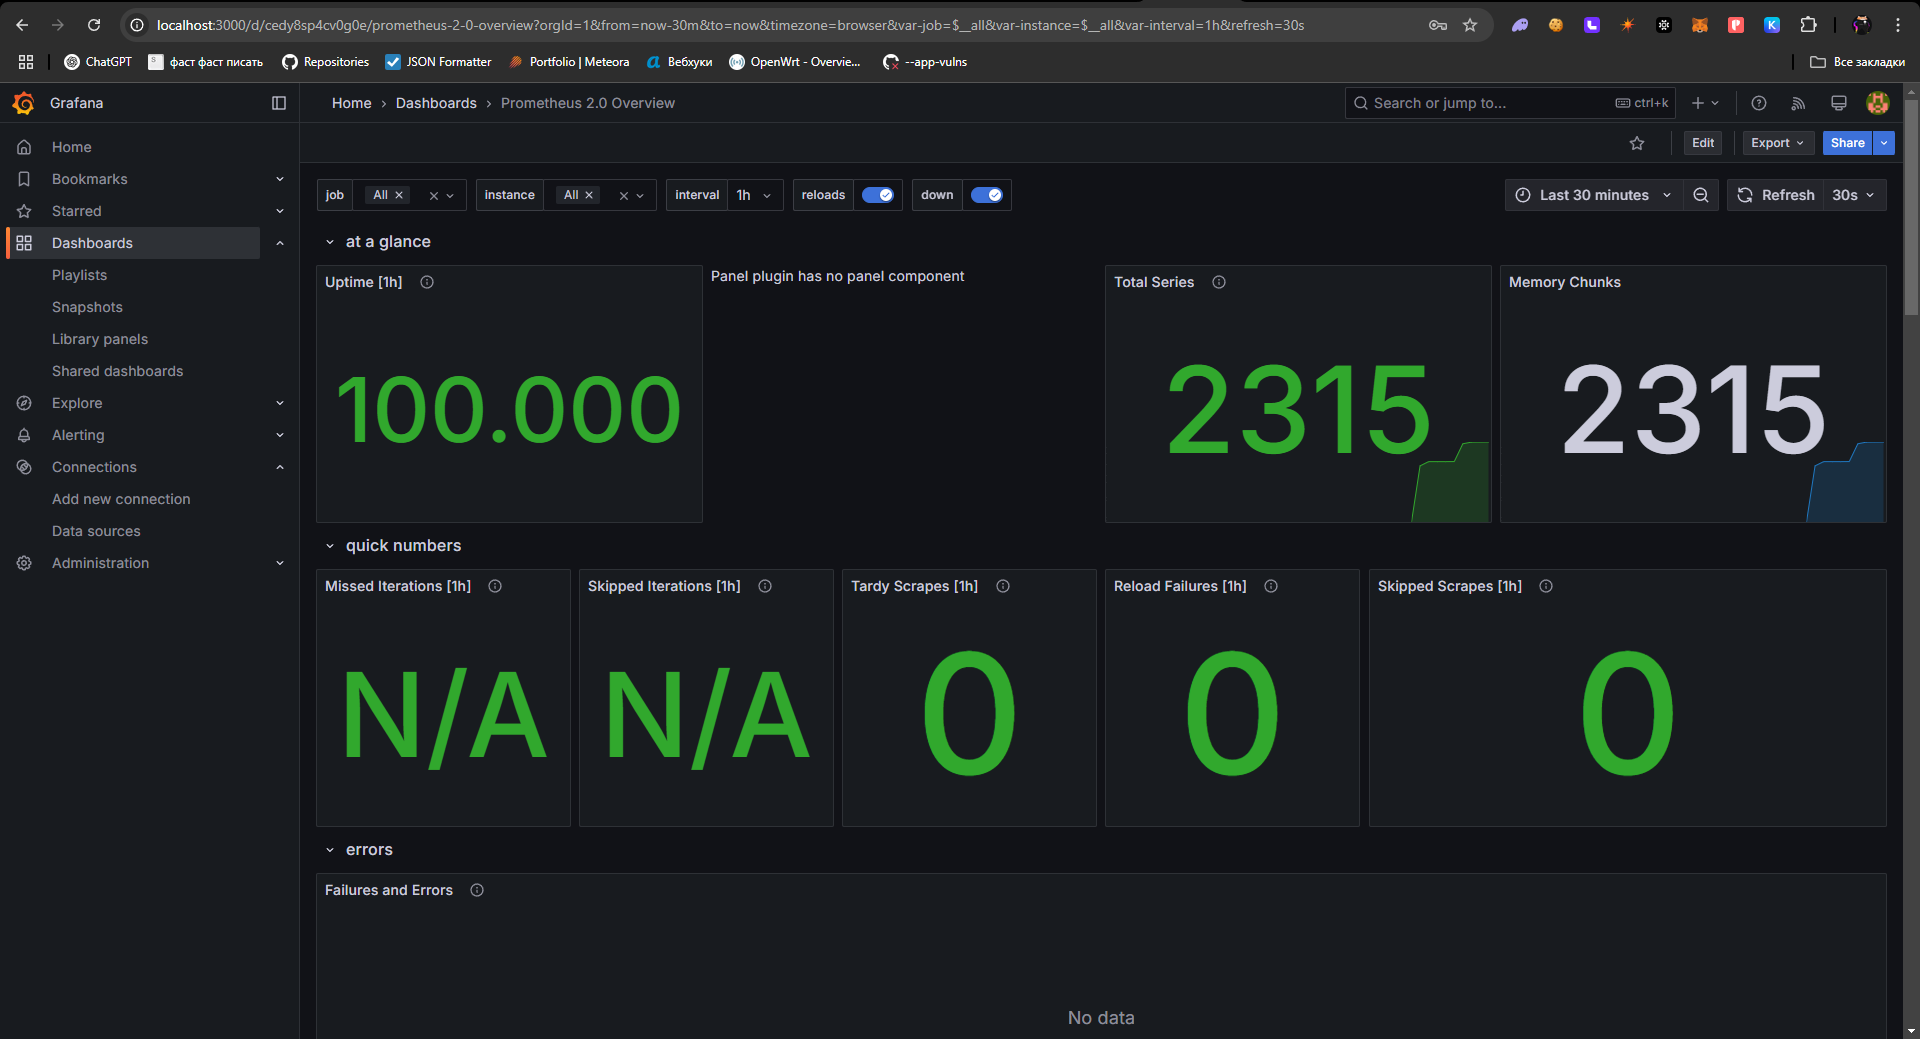 localhost:3000/d/cedy8sp4cv0g0e/prometheus-2-0-overview?orgId=1&from=now-30m&to=now&timezone=browser&var-job=$__all&var-instance=$__all&var-interval=1h&refresh=30s
ChatGPT фаст фаст писать Repositories JSON Formatter Portfolio | Meteora Вебхуки OpenWrt - Overvie... --app-vulns Все закладки
Grafana
Home › Dashboards › Prometheus 2.0 Overview
Search or jump to... ctrl+k
Edit Export Share
Home
Bookmarks
Starred
Dashboards
Playlists
Snapshots
Library panels
Shared dashboards
Explore
Alerting
Connections
Add new connection
Data sources
Administration
job All instance All interval 1h reloads down Last 30 minutes Refresh 30s
at a glance
Uptime [1h]
100.000
Panel plugin has no panel component
Total Series
2315
Memory Chunks
2315
quick numbers
Missed Iterations [1h]
N/A
Skipped Iterations [1h]
N/A
Tardy Scrapes [1h]
0
Reload Failures [1h]
0
Skipped Scrapes [1h]
0
errors
Failures and Errors
No data